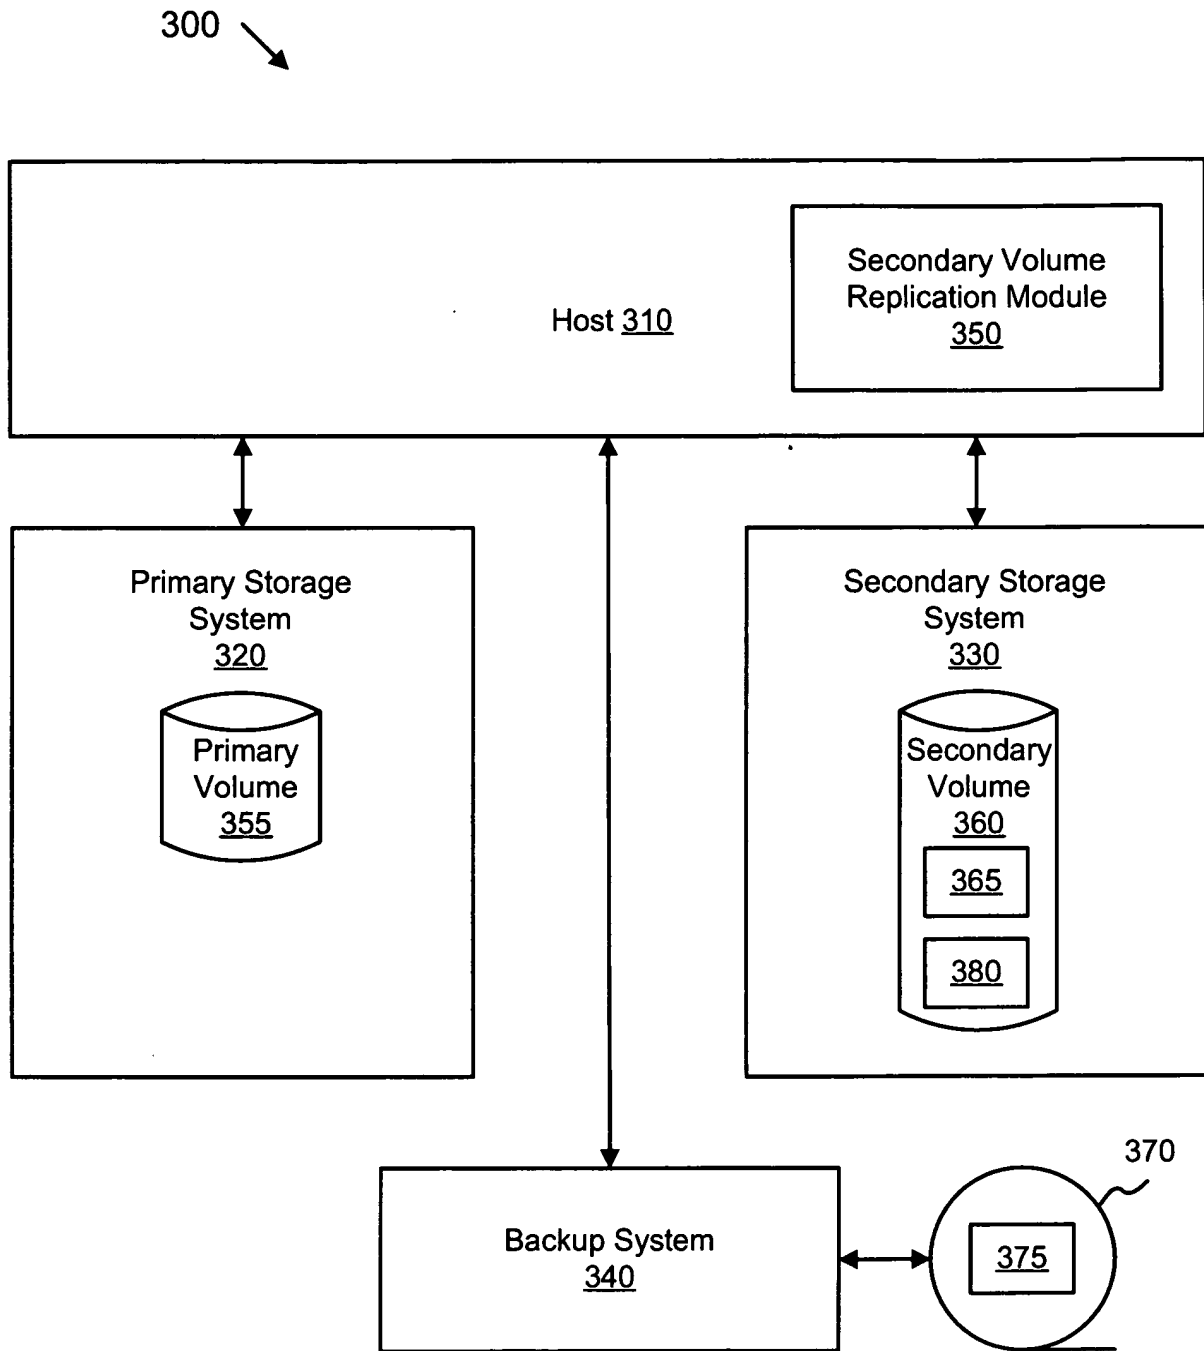 300
Secondary Volume
Replication Module
350
Host 310
Primary Storage
System
320
Primary
Volume
355
Secondary Storage
System
330
Secondary
Volume
360
365
380
Backup System
340
370
375